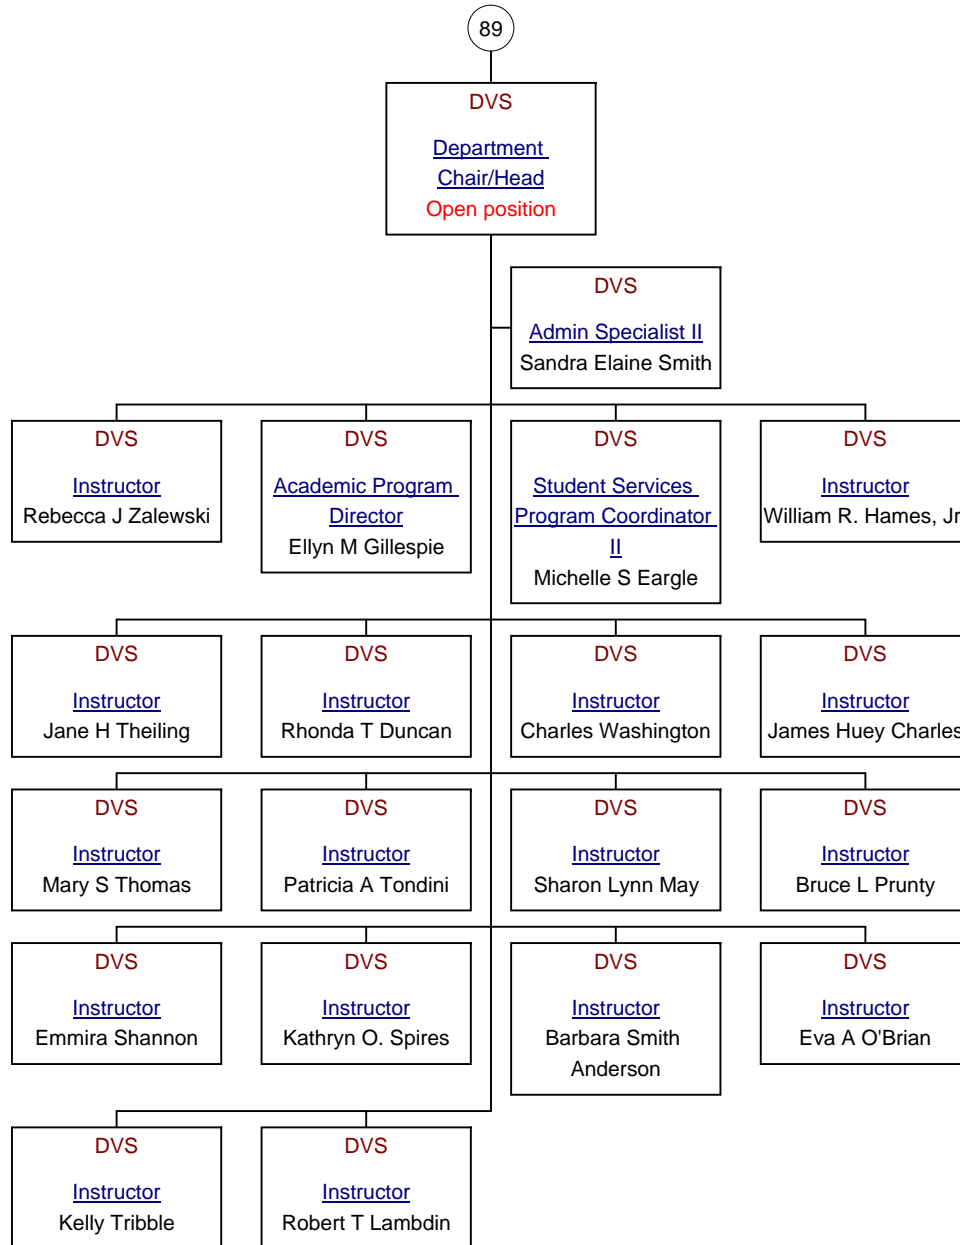 89
DVS
Department
Chair/Head
Open position
DVS
Admin Specialist II
Sandra Elaine Smith
DVS
Instructor
Rebecca J Zalewski
DVS
Academic Program
Director
Ellyn M Gillespie
DVS
Student Services
Program Coordinator
II
Michelle S Eargle
DVS
Instructor
William R. Hames, Jr
DVS
Instructor
Jane H Theiling
DVS
Instructor
Rhonda T Duncan
DVS
Instructor
Charles Washington
DVS
Instructor
James Huey Charles
DVS
Instructor
Mary S Thomas
DVS
Instructor
Patricia A Tondini
DVS
Instructor
Sharon Lynn May
DVS
Instructor
Bruce L Prunty
DVS
Instructor
Emmira Shannon
DVS
Instructor
Kathryn O. Spires
DVS
Instructor
Barbara Smith
Anderson
DVS
Instructor
Eva A O'Brian
DVS
Instructor
Kelly Tribble
DVS
Instructor
Robert T Lambdin